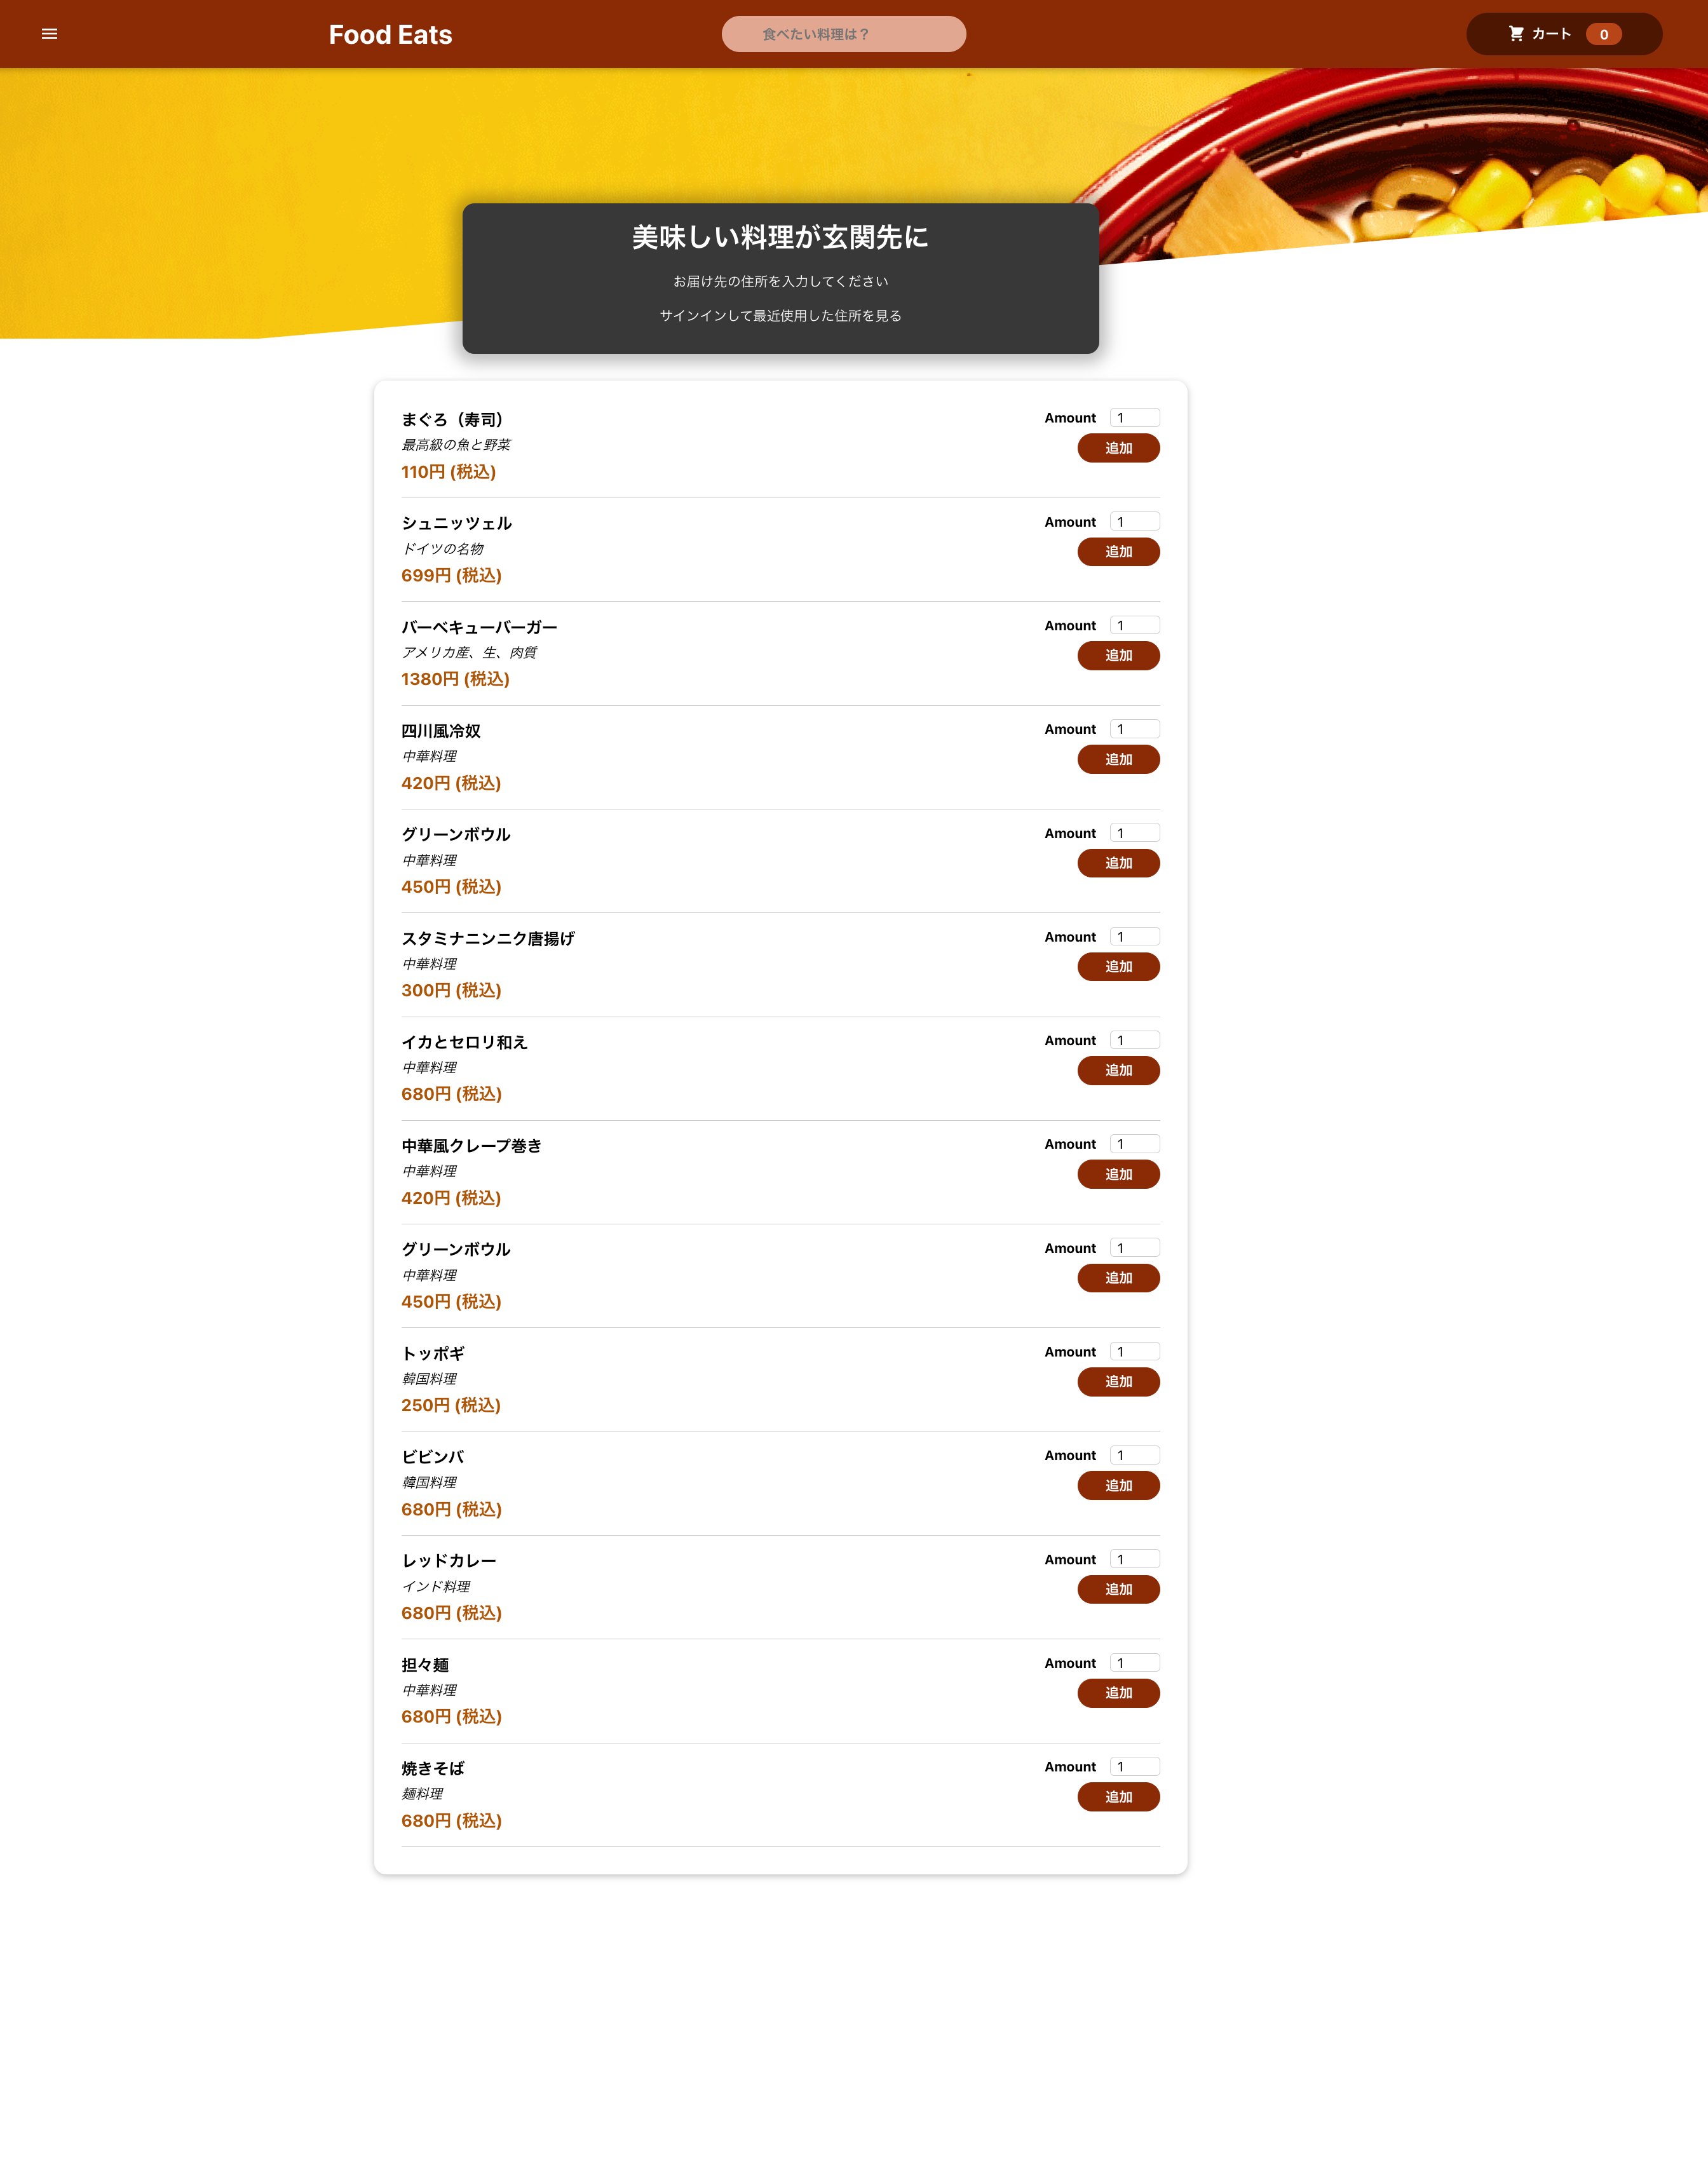 Food Eats
食べたい料理は？
カート 0
美味しい料理が玄関先に
お届け先の住所を入力してください
サインインして最近使用した住所を見る
まぐろ（寿司）
Amount 1
最高級の魚と野菜
追加
110円 (税込)
シュニッツェル
Amount 1
ドイツの名物
追加
699円 (税込)
バーベキューバーガー
Amount 1
アメリカ産、生、肉質
追加
1380円 (税込)
四川風冷奴
Amount 1
中華料理
追加
420円 (税込)
グリーンボウル
Amount 1
中華料理
追加
450円 (税込)
スタミナニンニク唐揚げ
Amount 1
中華料理
追加
300円 (税込)
イカとセロリ和え
Amount 1
中華料理
追加
680円 (税込)
中華風クレープ巻き
Amount 1
中華料理
追加
420円 (税込)
グリーンボウル
Amount 1
中華料理
追加
450円 (税込)
トッポギ
Amount 1
韓国料理
追加
250円 (税込)
ビビンバ
Amount 1
韓国料理
追加
680円 (税込)
レッドカレー
Amount 1
インド料理
追加
680円 (税込)
担々麺
Amount 1
中華料理
追加
680円 (税込)
焼きそば
Amount 1
麺料理
追加
680円 (税込)